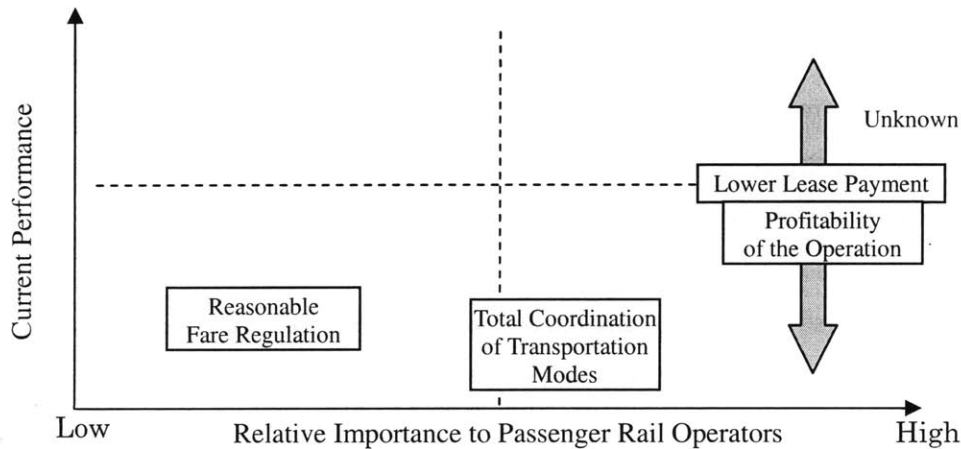 Current Performance
Unknown
Lower Lease Payment
Profitability
of the Operation
Reasonable
Fare Regulation
Total Coordination
of Transportation
Modes
Low
Relative Importance to Passenger Rail Operators
High